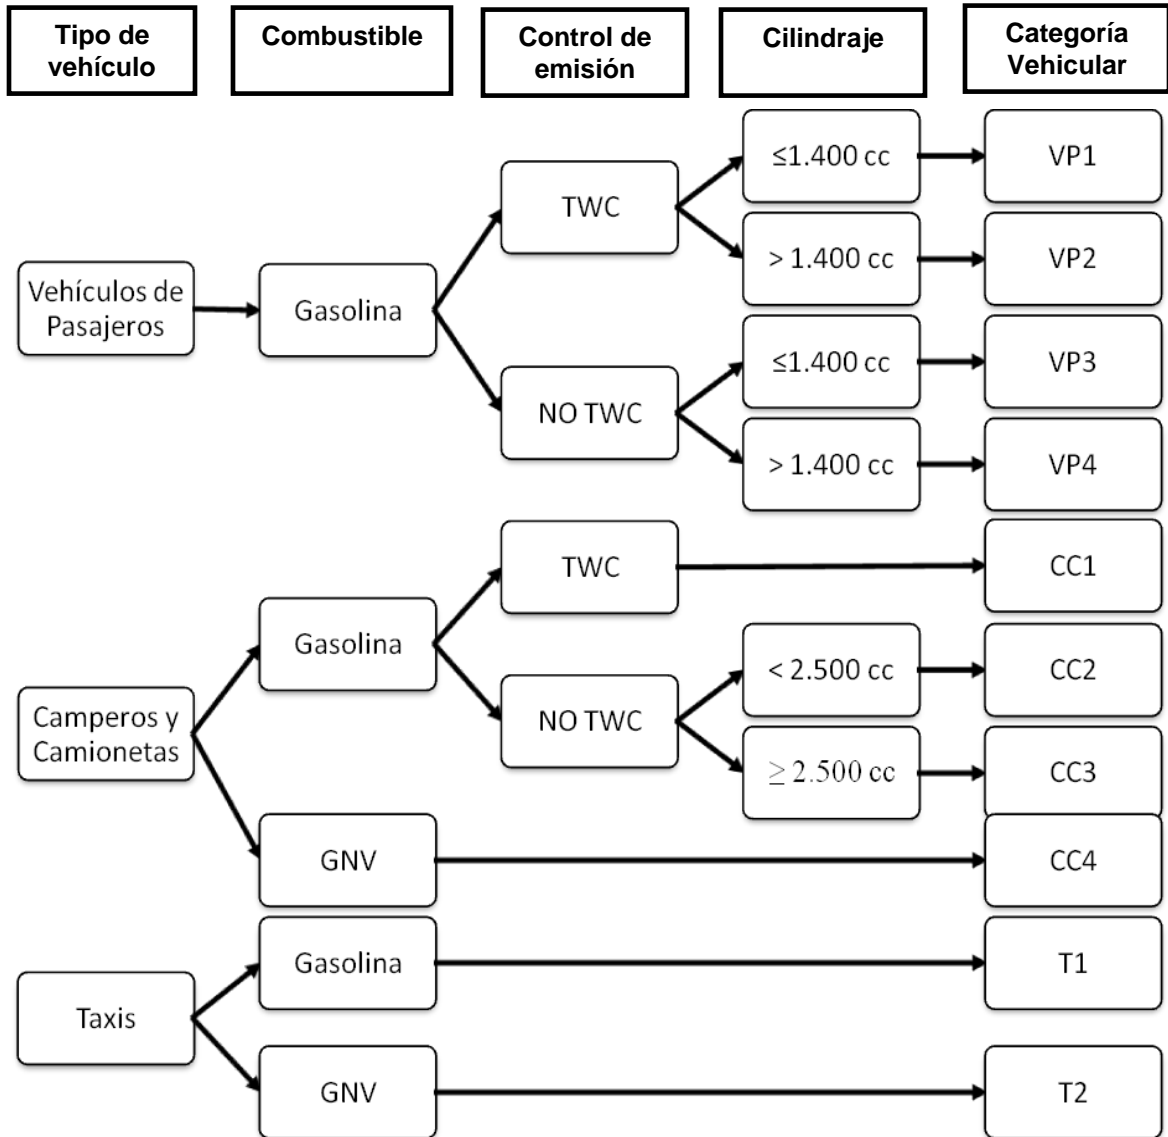 Tipo de
vehículo
Combustible
Control de
emisión
Cilindraje
Categoría
Vehicular
≤1.400 cc
VP1
TWC
> 1.400 cc
VP2
Vehículos de
Pasajeros
Gasolina
≤1.400 cc
VP3
NO TWC
> 1.400 cc
VP4
TWC
CC1
Gasolina
< 2.500 cc
CC2
NO TWC
Camperos y
Camionetas
≥ 2.500 cc
CC3
GNV
CC4
Gasolina
T1
Taxis
GNV
T2